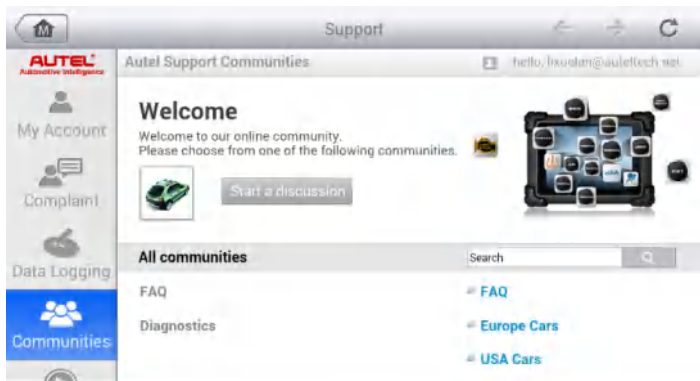 Support
AUTEL
Automotive Intelligence
Autel Support Communities
My Account
Welcome
Welcome to our online community.
Please choose from one of the following communities.
Start a discussion
Complaint
All communities
Search
Data Logging
FAQ
FAQ
Diagnostics
Europe Cars
Communities
USA Cars